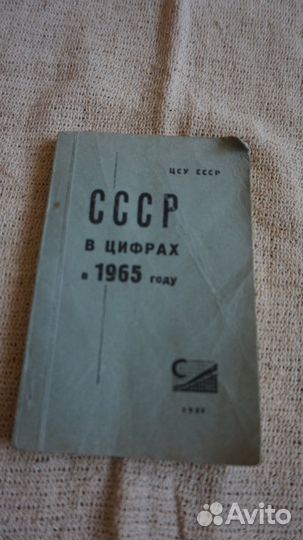 ЦСУ СССР
СССР
В ЦИФРАХ
в 1965 году
С
Avito